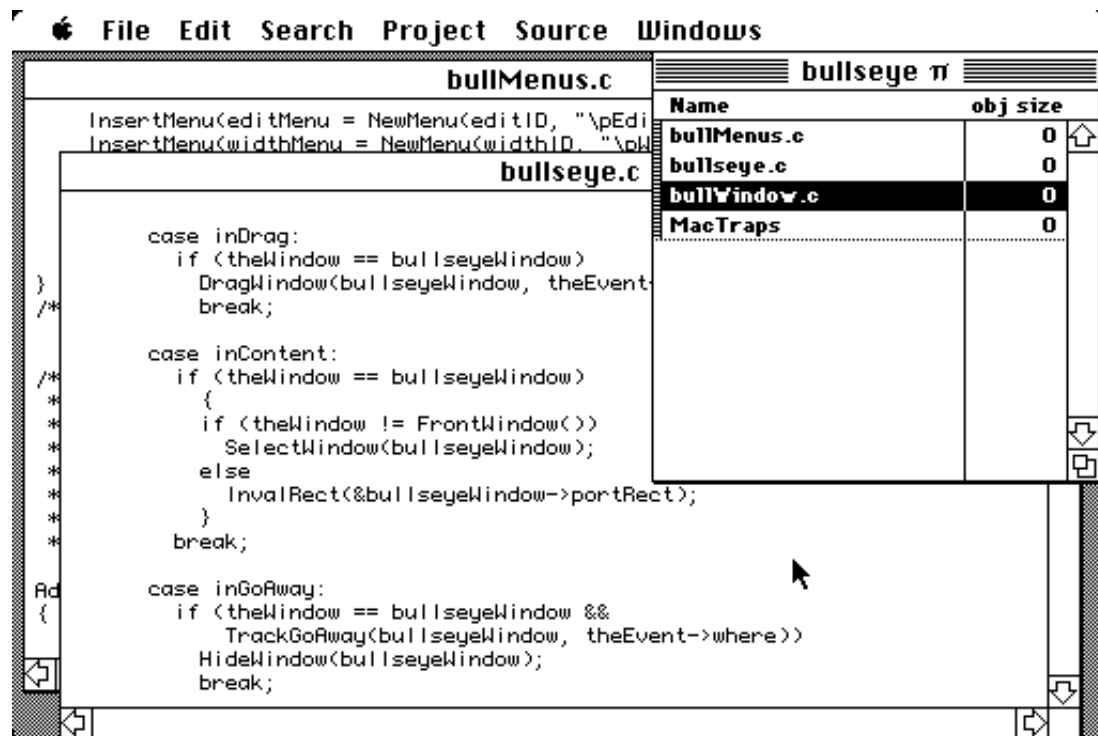 File Edit Search Project Source Windows
bullMenus.c
InsertMenu(editMenu = NewMenu(editID, "\pEdi
InsertMenu(widthMenu = NewMenu(widthID, "\pW
}
/*
/*
*
*
*
*
*
*
*
Ad
{
bullseye.c
case inDrag:
if (theWindow == bullseyeWindow)
DragWindow(bullseyeWindow, theEvent-
break;
case inContent:
if (theWindow == bullseyeWindow)
{
if (theWindow != FrontWindow())
SelectWindow(bullseyeWindow);
else
InvalRect(&bullseyeWindow->portRect);
}
break;
case inGoAway:
if (theWindow == bullseyeWindow &&
TrackGoAway(bullseyeWindow, theEvent->where))
HideWindow(bullseyeWindow);
break;
bullseye π
Name obj size
bullMenus.c 0
bullseye.c 0
bullWindow.c 0
MacTraps 0